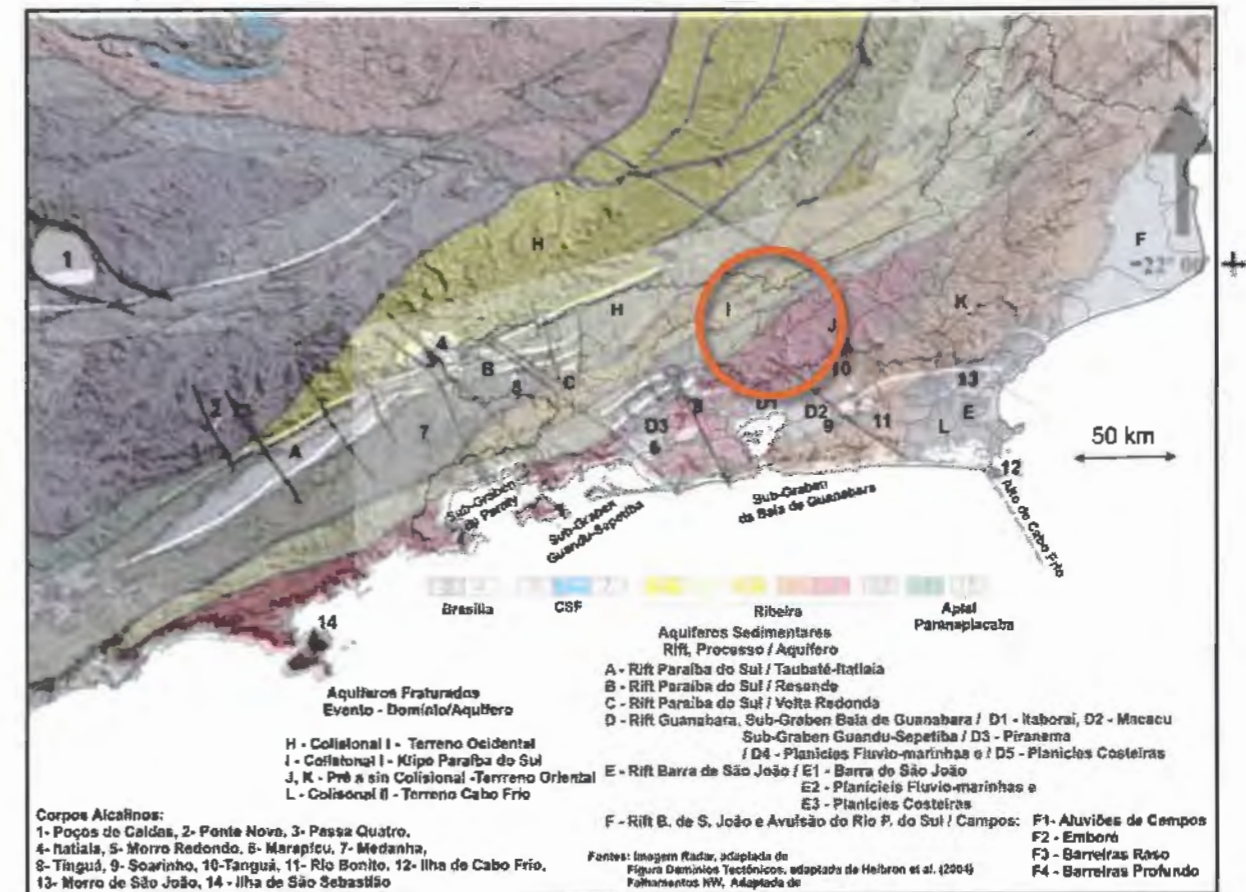 N
1
H
F
-22° 00'
I
H
K
J
4
B
5
C
10
13
2
D1
D2
9
11
E
L
D3
6
8
A
7
50 km
12
Sub-Graben
de Paraty
Sub-Graben
Guandu-Sepetiba
Sub-Graben
da Baia de Guanabara
Alto de Cabo Frio
14
Brasília
CSF
Ribeira
Apiaí
Paranapiacaba
Aquiferos Sedimentares
Rift, Processo / Aquífero
A - Rift Paraíba do Sul / Taubaté-Itatiaia
B - Rift Paraíba do Sul / Resende
C - Rift Paraíba do Sul / Volta Redonda
D - Rift Guanabara, Sub-Graben Baia de Guanabara / D1 - Itaboraí, D2 - Macacu
Sub-Graben Guandu-Sepetiba / D3 - Piranema
/ D4 - Planícies Fluvio-marinhas e / D5 - Planícies Costeiras
E - Rift Barra de São João / E1 - Barra de São João
E2 - Planícieis Fluvio-marinhas e
E3 - Planícies Costeiras
F - Rift B. de S. João e Avulsão do Rio P. do Sul / Campos: F1- Aluviões de Campos
F2 - Emboré
F3 - Barreiras Raso
F4 - Barreiras Profundo
Aquíferos Fraturados
Evento - Domínio/Aquífero
H - Colisional I - Terreno Ocidental
I - Colisional I - Klipe Paraíba do Sul
J, K - Pré a sin Colisional -Terrreno Oriental
L - Colisonal II - Terreno Cabo Frio
Corpos Alcalinos:
1- Poços de Caldas, 2- Ponte Nova, 3- Passa Quatro,
4- Itatiaia, 5- Morro Redondo, 6- Marapicu, 7- Medanha,
8- Tinguá, 9- Soarinho, 10-Tanguá, 11- Rio Bonito, 12- Ilha de Cabo Frio,
13- Morro de São João, 14 - Ilha de São Sebastião
Fontes: Imagem Radar, adaptada de
Figura Domínios Tectônicos, adaptada de Heilbron et al. (2004)
Falhamentos NW, Adaptada de